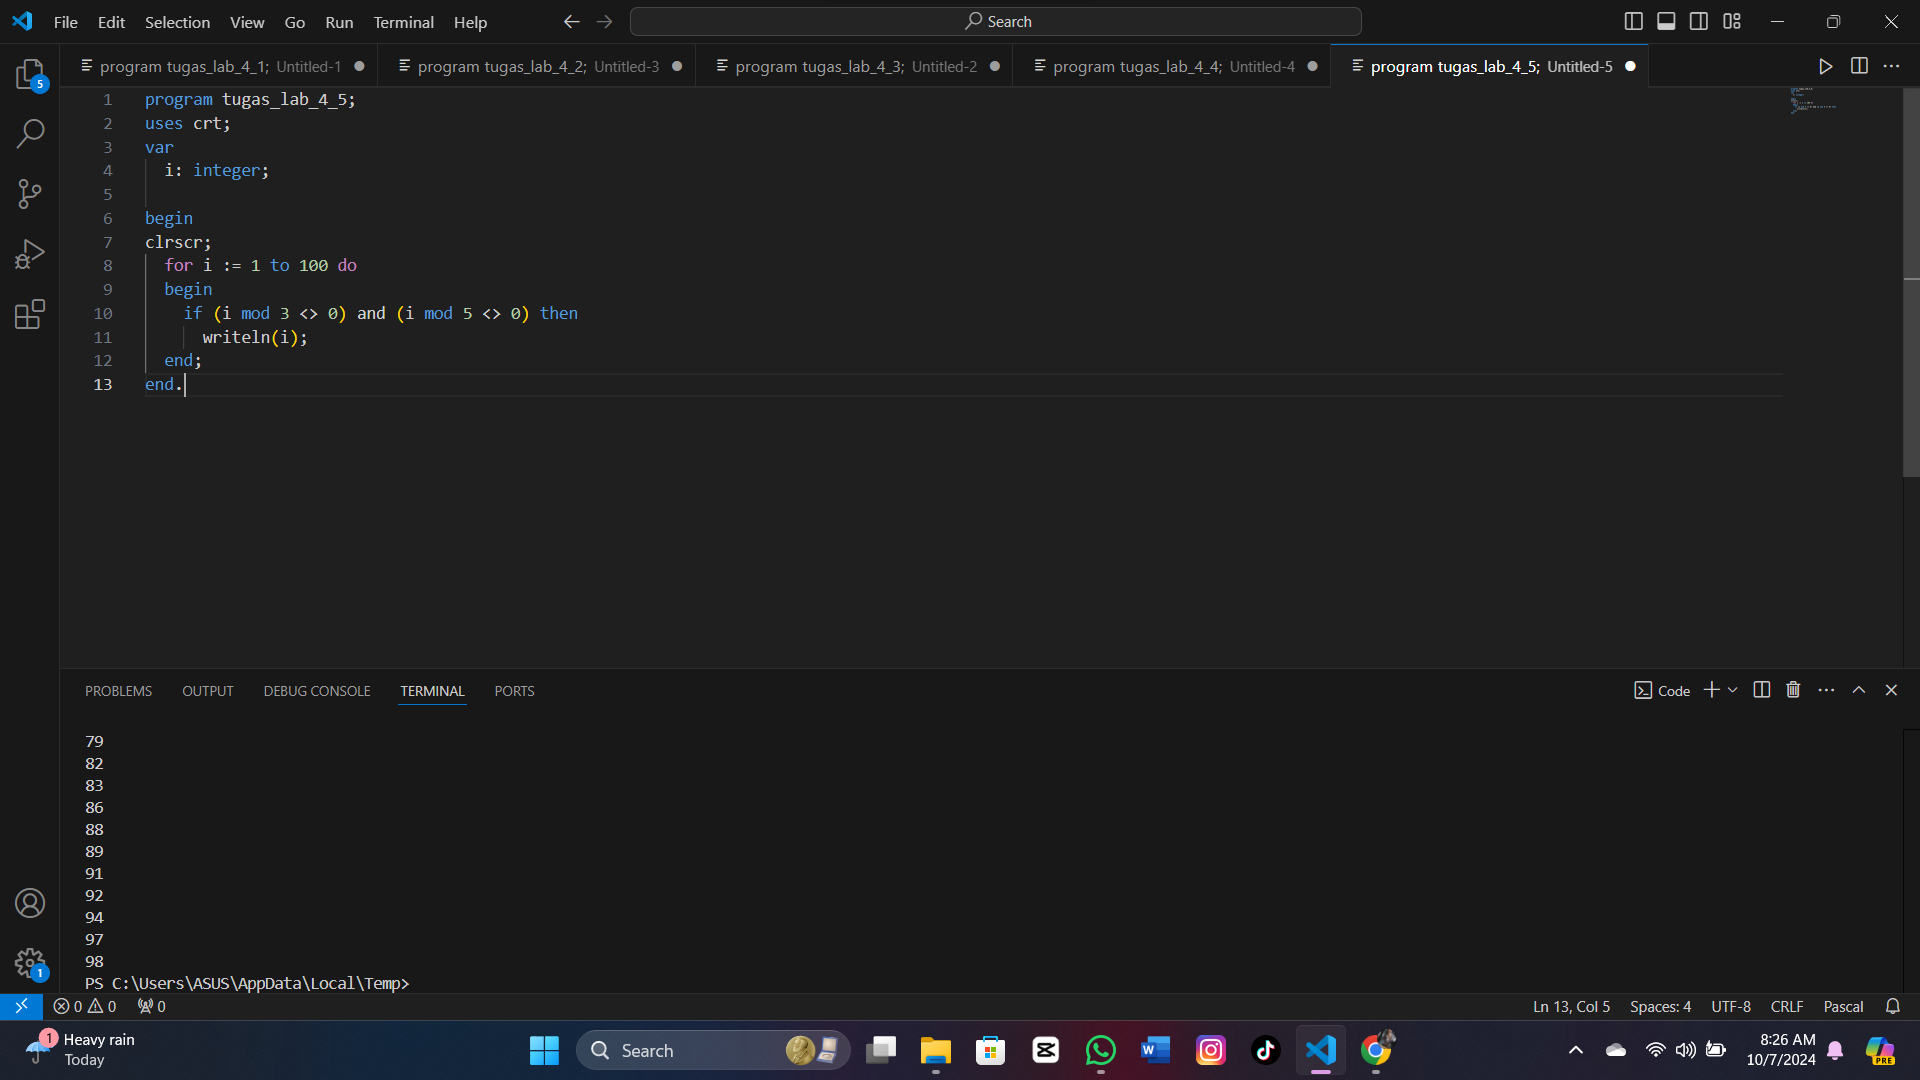 File Edit Selection View Go Run Terminal Help
Search
5
program tugas_lab_4_1; Untitled-1
program tugas_lab_4_2; Untitled-3
program tugas_lab_4_3; Untitled-2
program tugas_lab_4_4; Untitled-4
program tugas_lab_4_5; Untitled-5
1 program tugas_lab_4_5;
2 uses crt;
3 var
4 i: integer;
5
6 begin
7 clrscr;
8 for i := 1 to 100 do
9 begin
10 if (i mod 3 <> 0) and (i mod 5 <> 0) then
11 writeln(i);
12 end;
13 end.
PROBLEMS OUTPUT DEBUG CONSOLE TERMINAL PORTS
Code
79
82
83
86
88
89
91
92
94
97
98
PS C:\Users\ASUS\AppData\Local\Temp>
1
0 0 0
Ln 13, Col 5 Spaces: 4 UTF-8 CRLF Pascal
1
Heavy rain
Today
Search
W
8:26 AM
10/7/2024
PRE